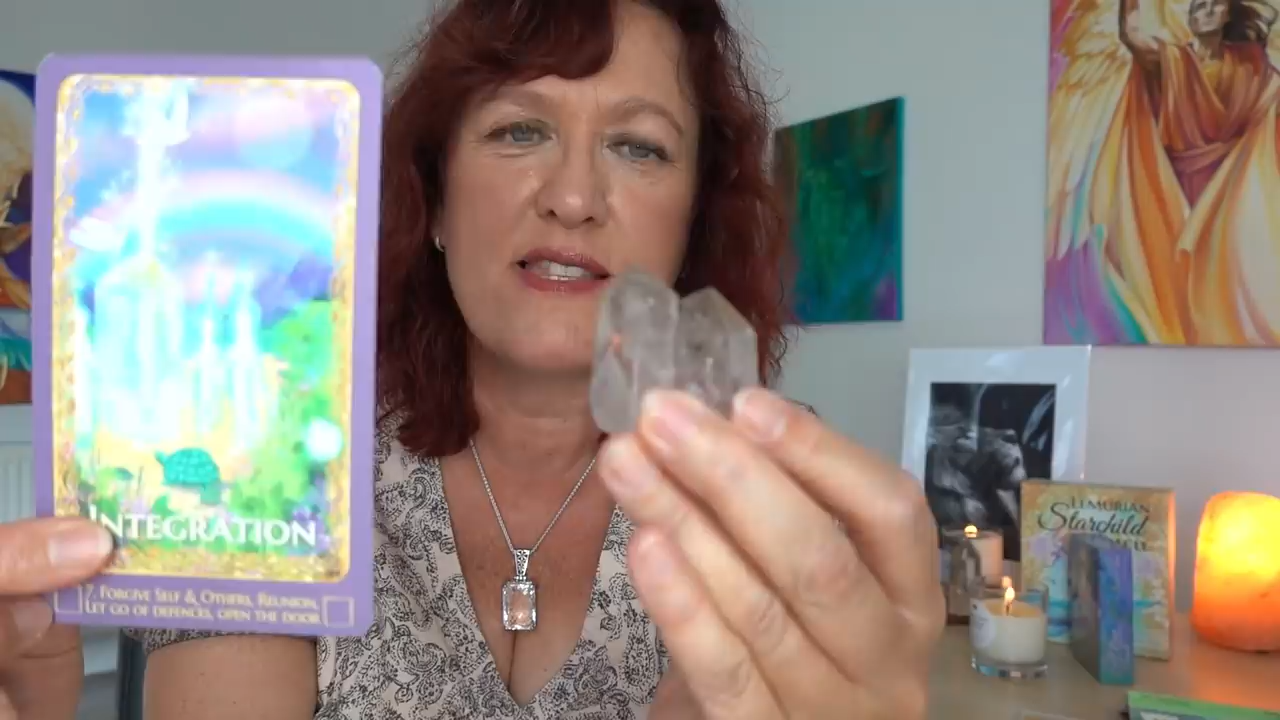 INTEGRATION
7. FORGIVE SELF & OTHERS, REUNION,
LET GO OF DEFENCES, OPEN THE DOOR
LEMURIAN
Starchild